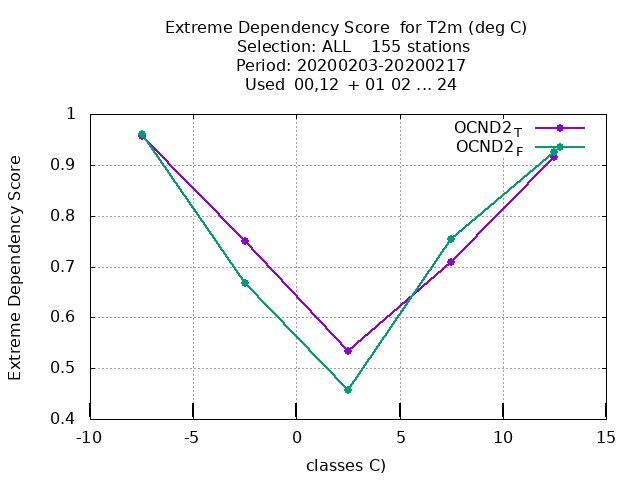 Extreme Dependency Score  for T2m (deg C)
Selection: ALL    155 stations
Period: 20200203-20200217
Used  00,12  + 01 02 ... 24
OCND2T
OCND2F
Extreme Dependency Score
1
0.9
0.8
0.7
0.6
0.5
0.4
-10 -5 0 5 10 15
classes C)